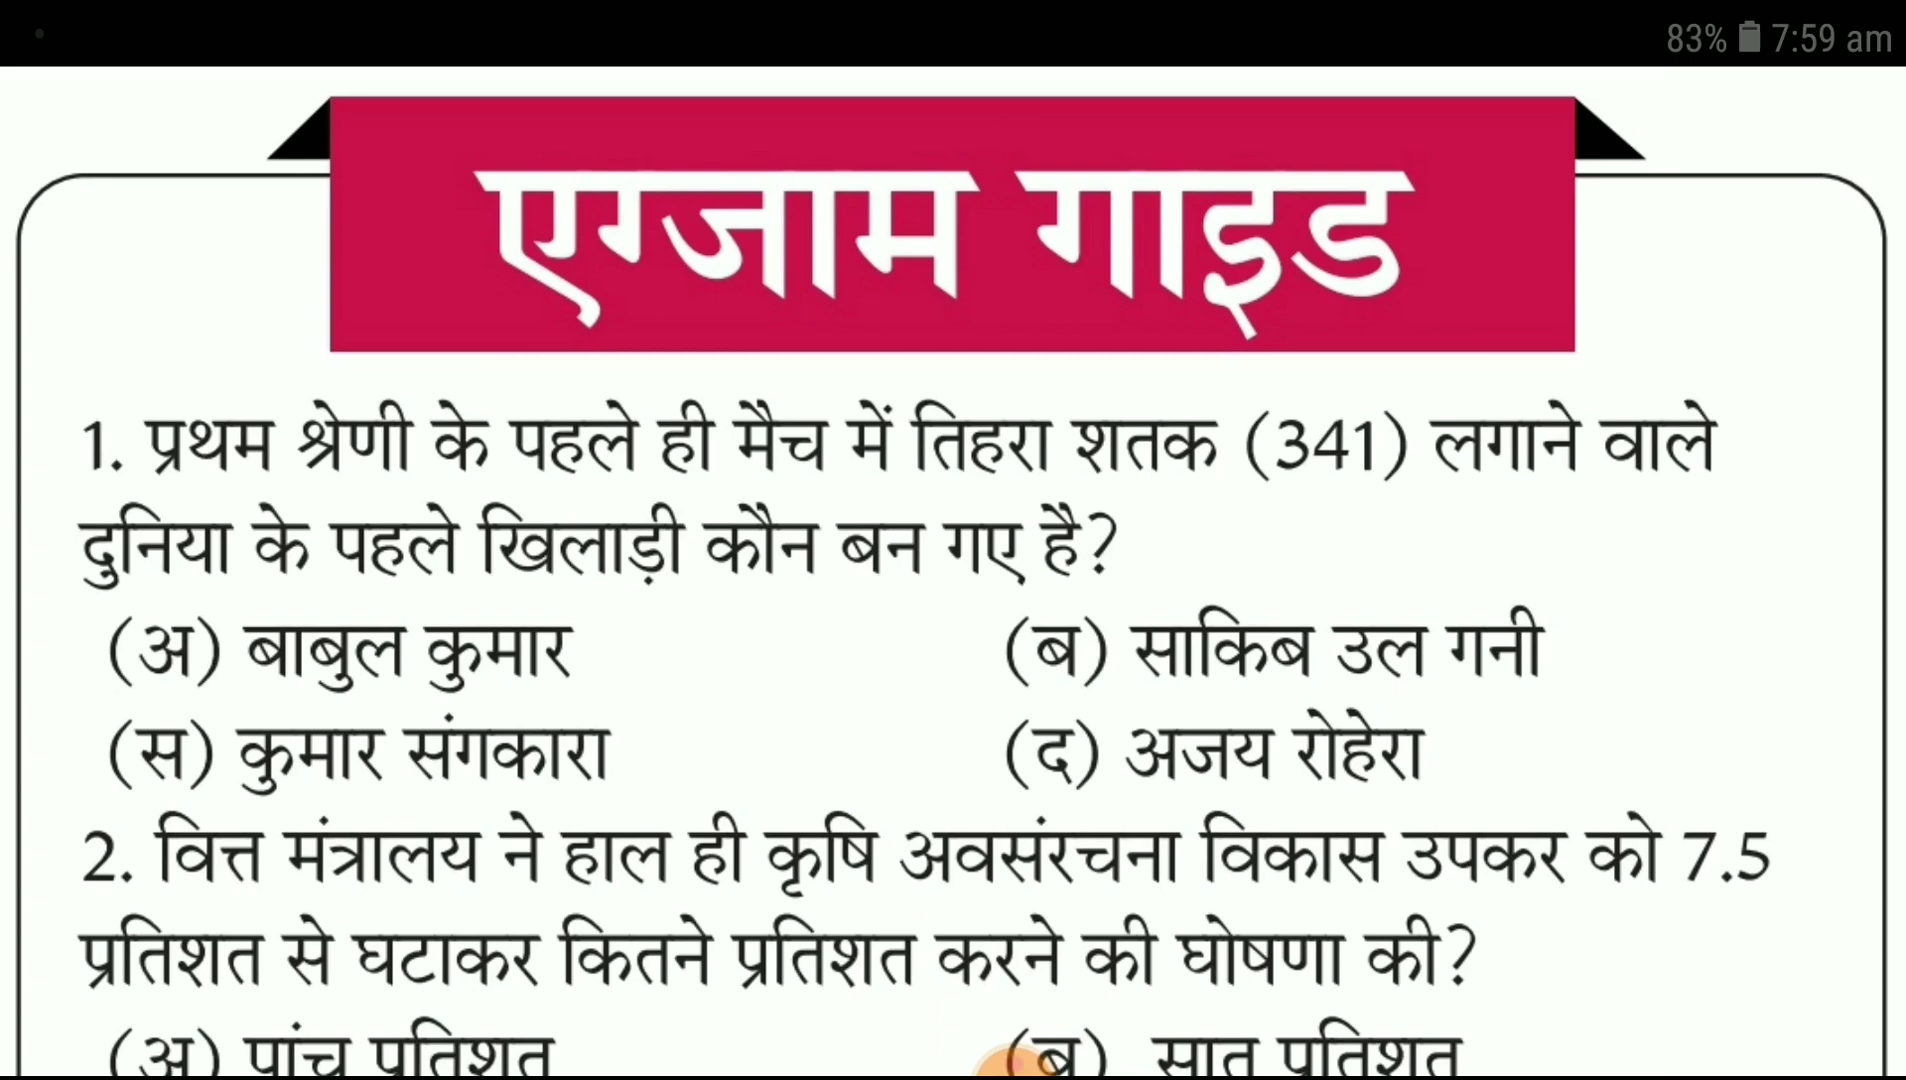 83% 7:59 am
एग्जाम गाइड
1. प्रथम श्रेणी के पहले ही मैच में तिहरा शतक (341) लगाने वाले
दुनिया के पहले खिलाड़ी कौन बन गए है?
(अ) बाबुल कुमार (ब) साकिब उल गनी
(स) कुमार संगकारा (द) अजय रोहेरा
2. वित्त मंत्रालय ने हाल ही कृषि अवसंरचना विकास उपकर को 7.5
प्रतिशत से घटाकर कितने प्रतिशत करने की घोषणा की?
(अ) पांच प्रतिशत (ब) सात प्रतिशत